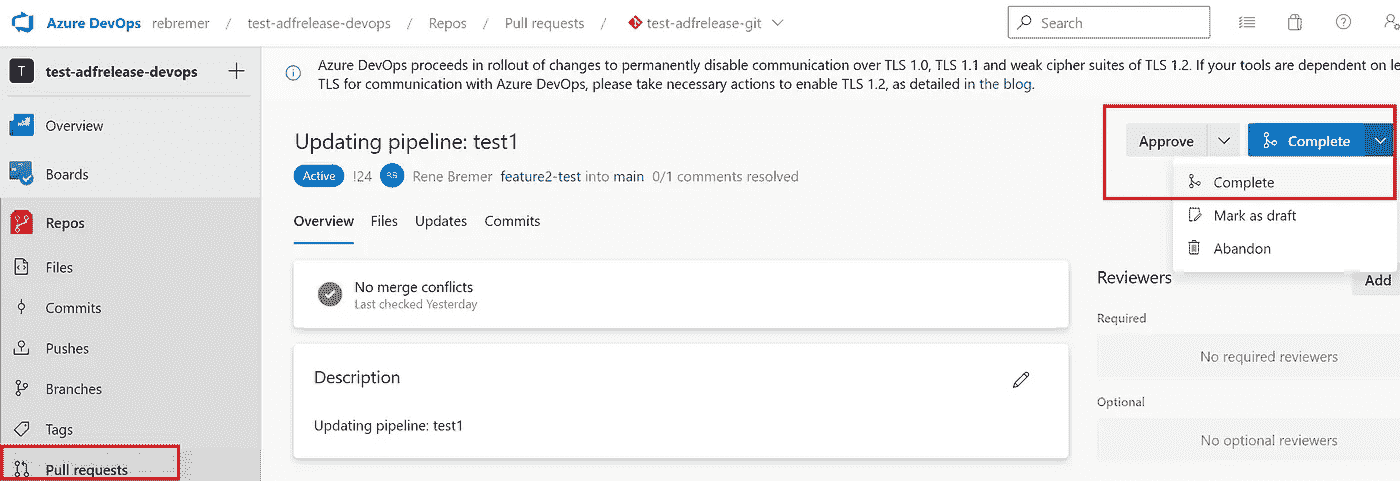 Azure DevOps rebremer / test-adfrelease-devops / Repos / Pull requests / test-adfrelease-git Search
T test-adfrelease-devops
Azure DevOps proceeds in rollout of changes to permanently disable communication over TLS 1.0, TLS 1.1 and weak cipher suites of TLS 1.2. If your tools are dependent on le
TLS for communication with Azure DevOps, please take necessary actions to enable TLS 1.2, as detailed in the blog.
Overview
Boards
Repos
Files
Commits
Pushes
Branches
Tags
Pull requests
Updating pipeline: test1
Active !24 RB Rene Bremer feature2-test into main 0/1 comments resolved
Approve Complete
Complete
Mark as draft
Abandon
Overview Files Updates Commits
No merge conflicts
Last checked Yesterday
Description
Updating pipeline: test1
Reviewers Add
Required
No required reviewers
Optional
No optional reviewers